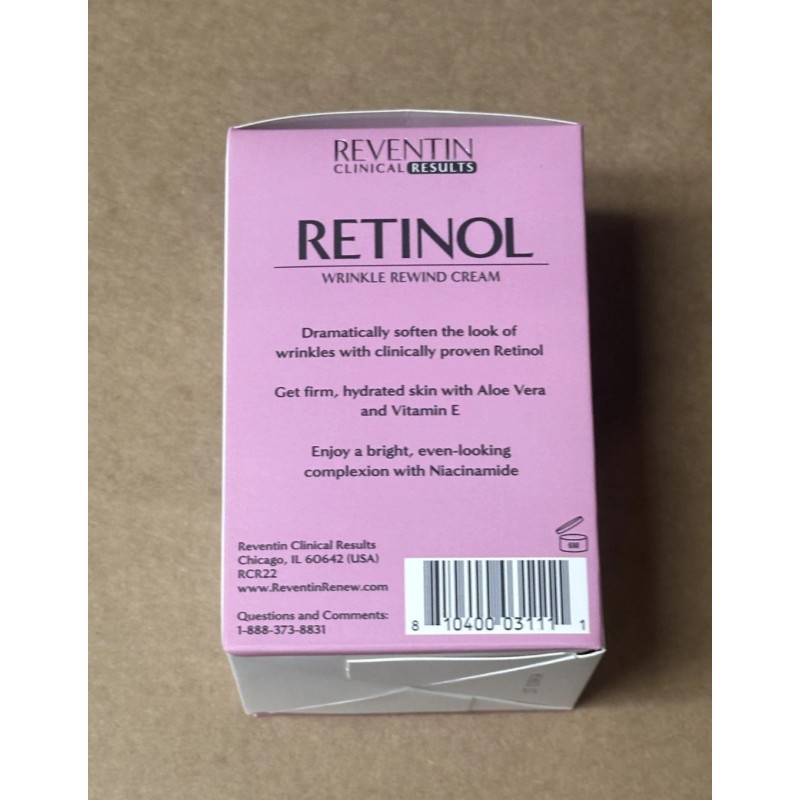 REVENTIN
CLINICAL RESULTS
RETINOL
WRINKLE REWIND CREAM
Dramatically soften the look of
wrinkles with clinically proven Retinol
Get firm, hydrated skin with Aloe Vera
and Vitamin E
Enjoy a bright, even-looking
complexion with Niacinamide
Reventin Clinical Results
Chicago, IL 60642 (USA)
RCR22
www.ReventinRenew.com
Questions and Comments:
1-888-373-8831
8 10400 03111 1